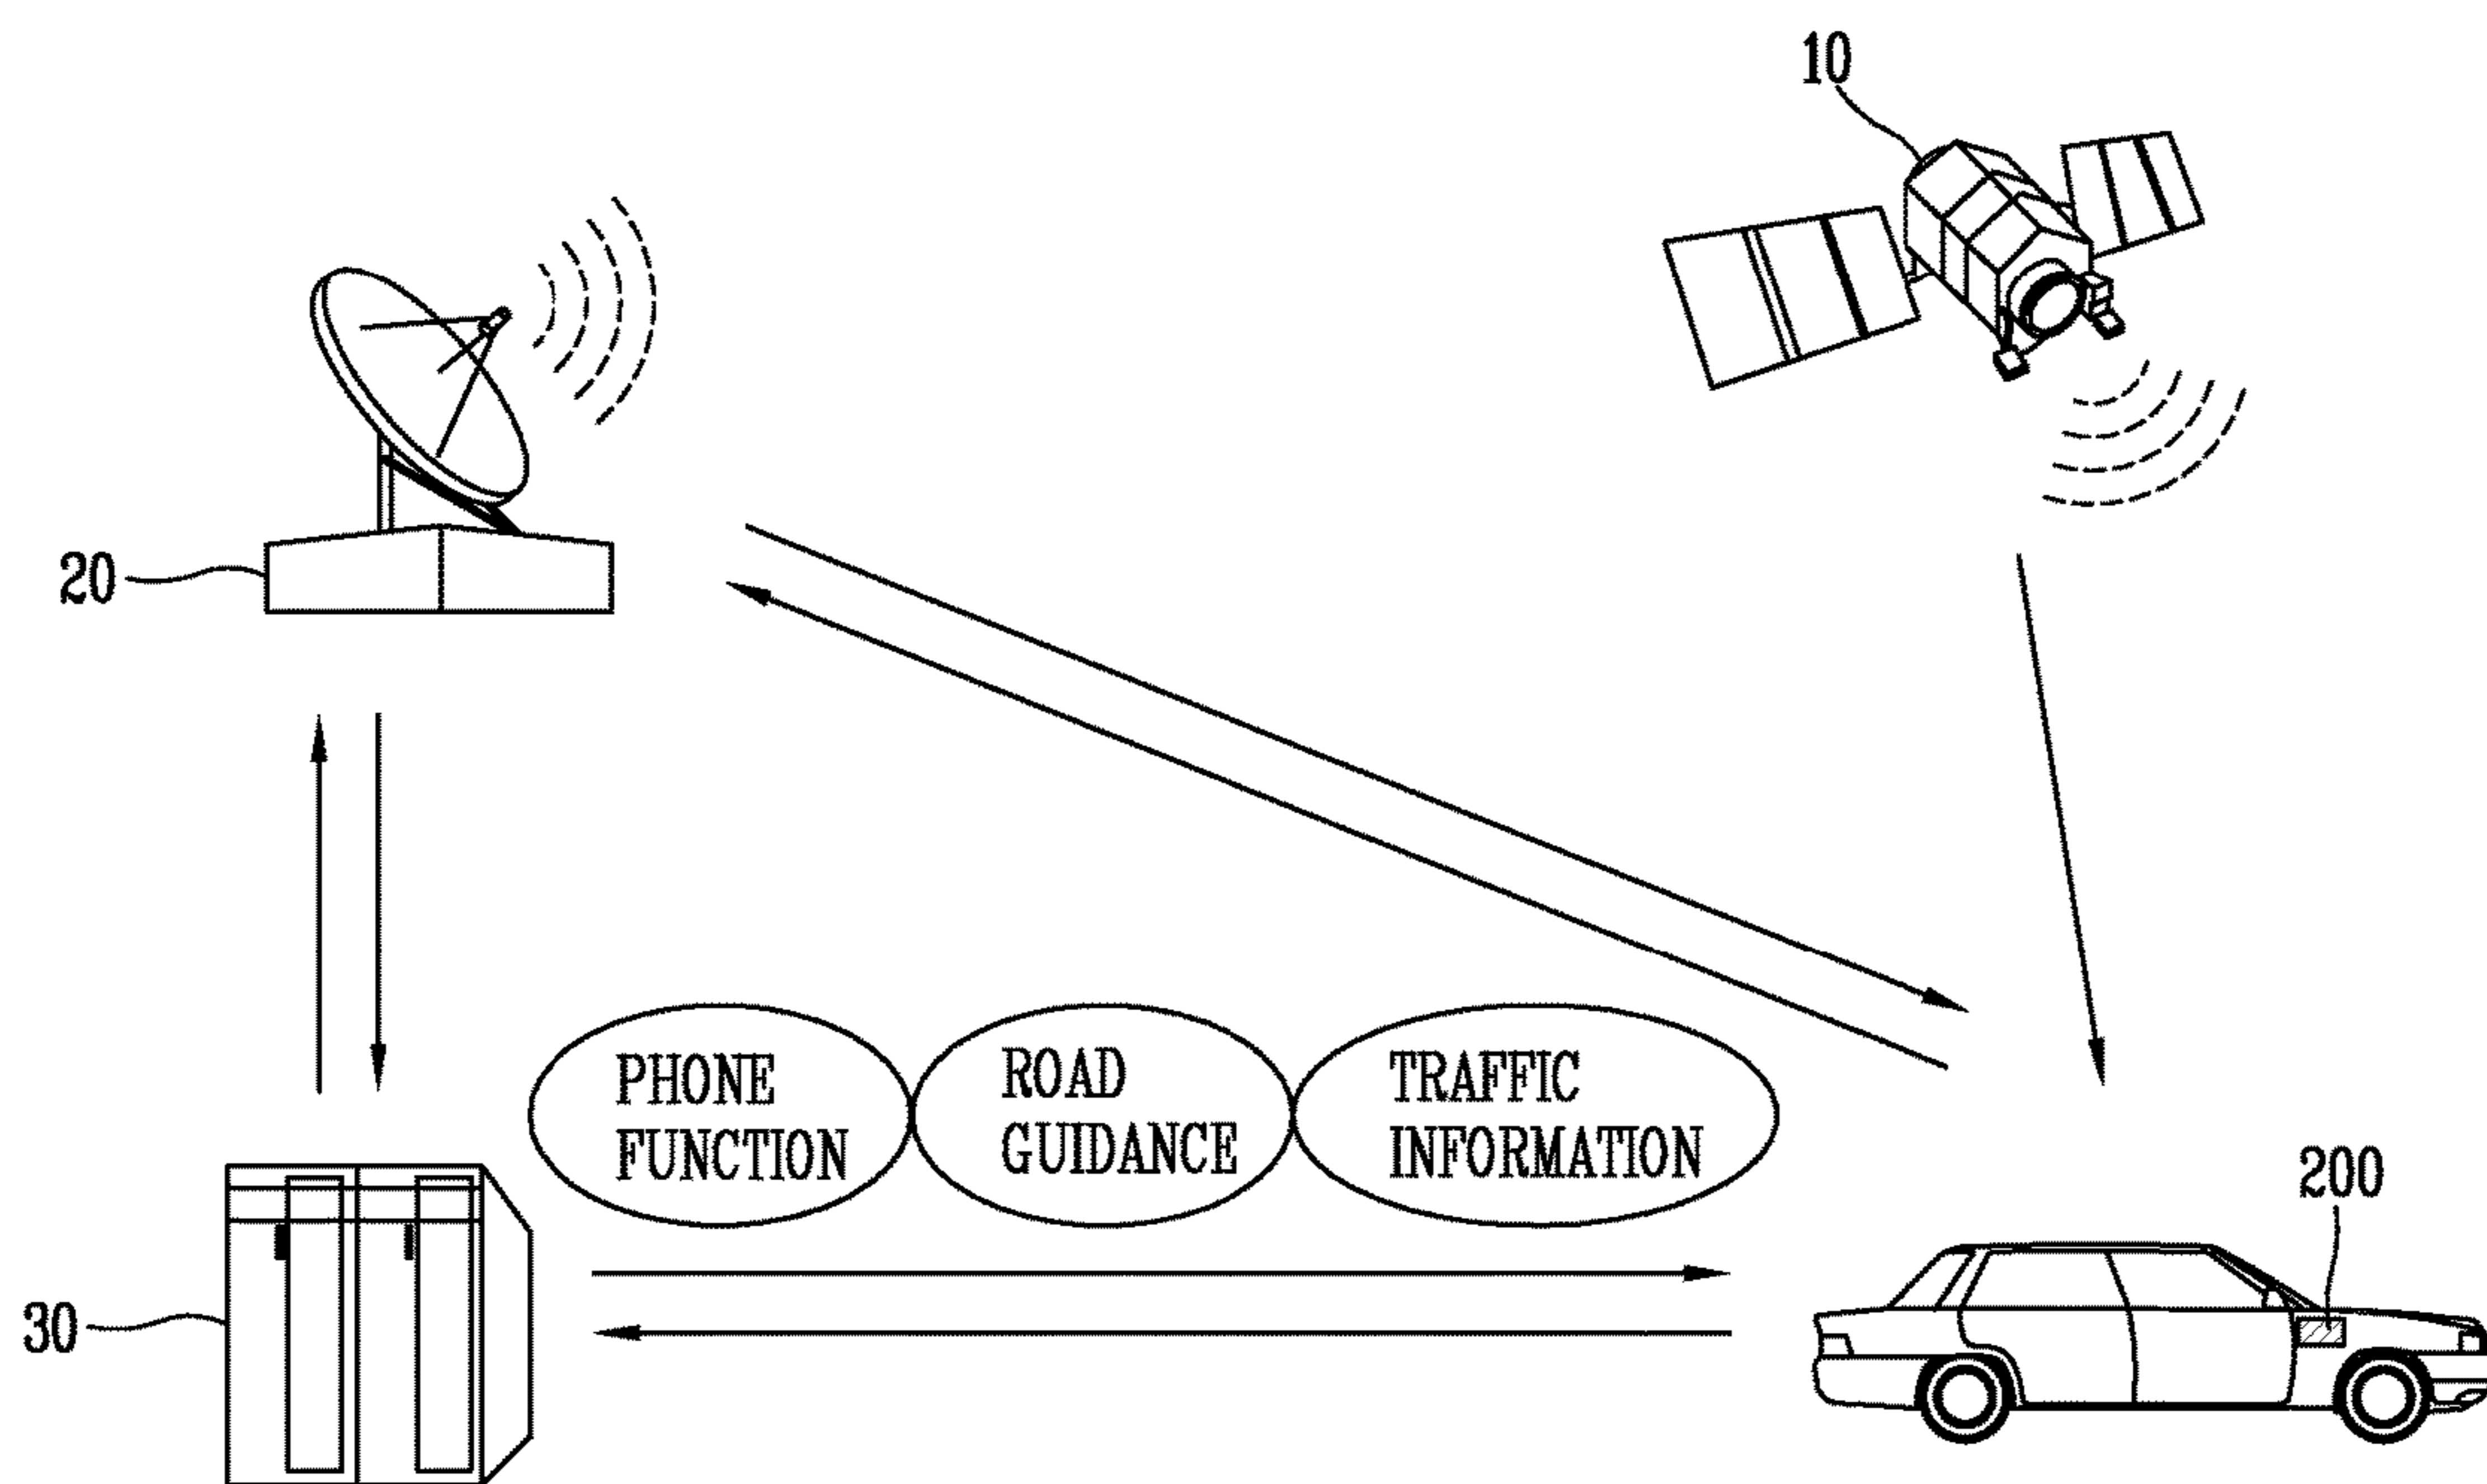 10
20
PHONE
FUNCTION
ROAD
GUIDANCE
TRAFFIC
INFORMATION
200
30